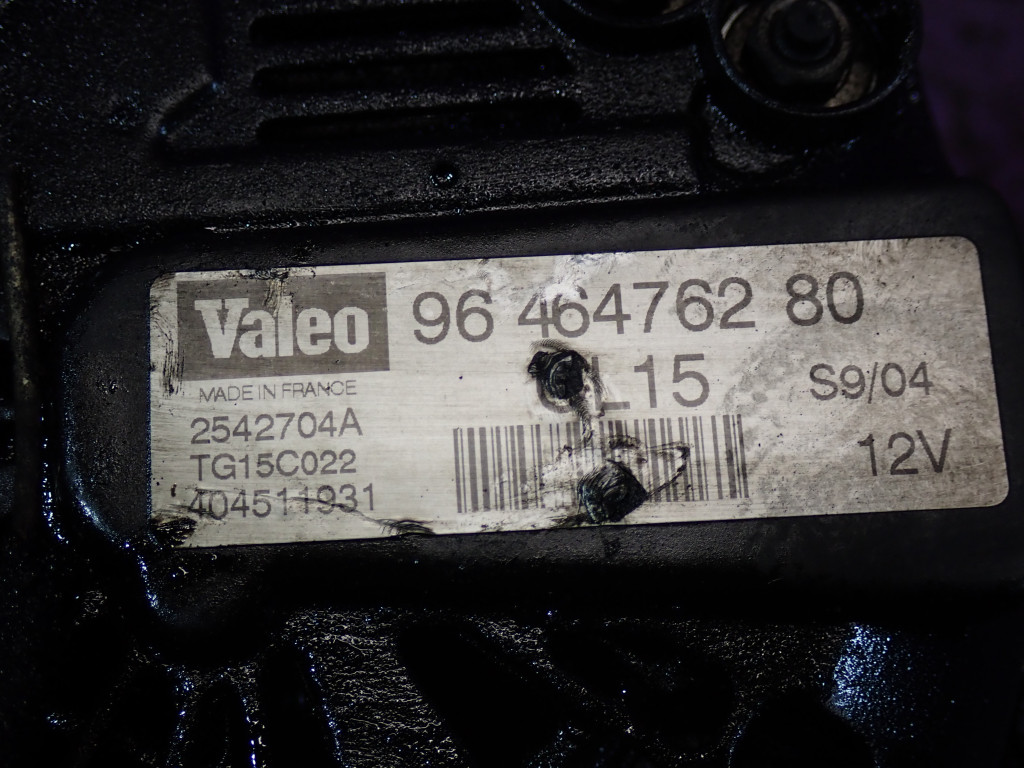 Valeo
96 464762 80
L15
S9/04
MADE IN FRANCE
2542704A
TG15C022
404511931
12V